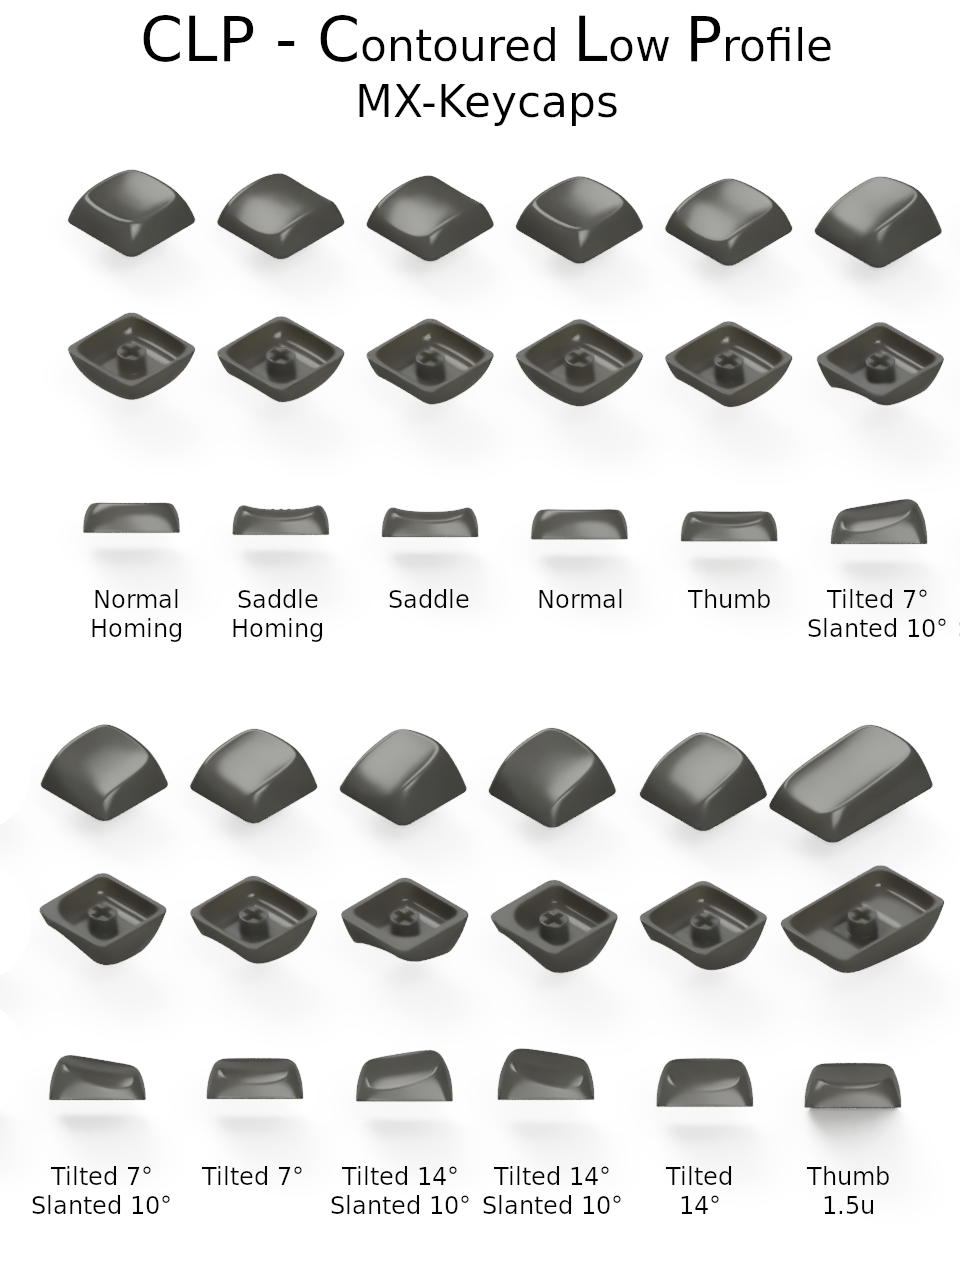 CLP - Contoured Low Profile
MX-Keycaps
Normal Homing
Saddle Homing
Saddle
Normal
Thumb
Tilted 7°
Slanted 10°
Tilted 7°
Slanted 10°
Tilted 7°
Tilted 14°
Slanted 10°
Tilted 14°
Slanted 10°
Tilted
14°
Thumb
1.5u